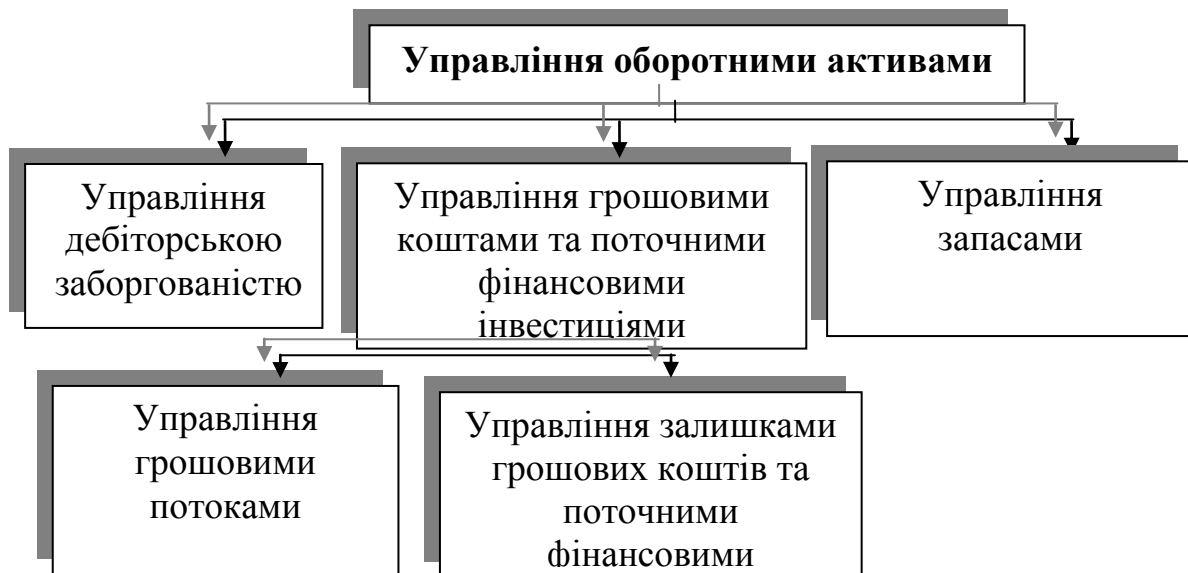 Управління оборотними активами
Управління
дебіторською
заборгованістю
Управління грошовими
коштами та поточними
фінансовими
інвестиціями
Управління
запасами
Управління
грошовими
потоками
Управління залишками
грошових коштів та
поточними
фінансовими